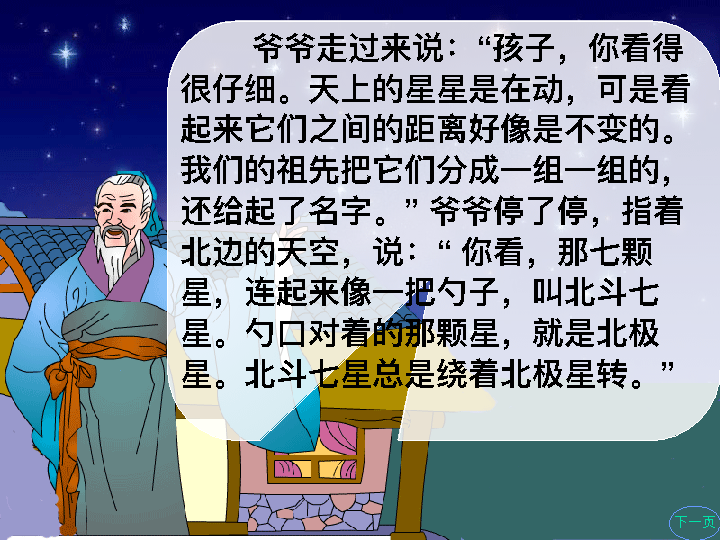 爷爷走过来说：“孩子，你看得
很仔细。天上的星星是在动，可是看
起来它们之间的距离好像是不变的。
我们的祖先把它们分成一组一组的，
还给起了名字。” 爷爷停了停，指着
北边的天空，说：“ 你看，那七颗
星，连起来像一把勺子，叫北斗七
星。勺口对着的那颗星，就是北极
星。北斗七星总是绕着北极星转。”
下一页